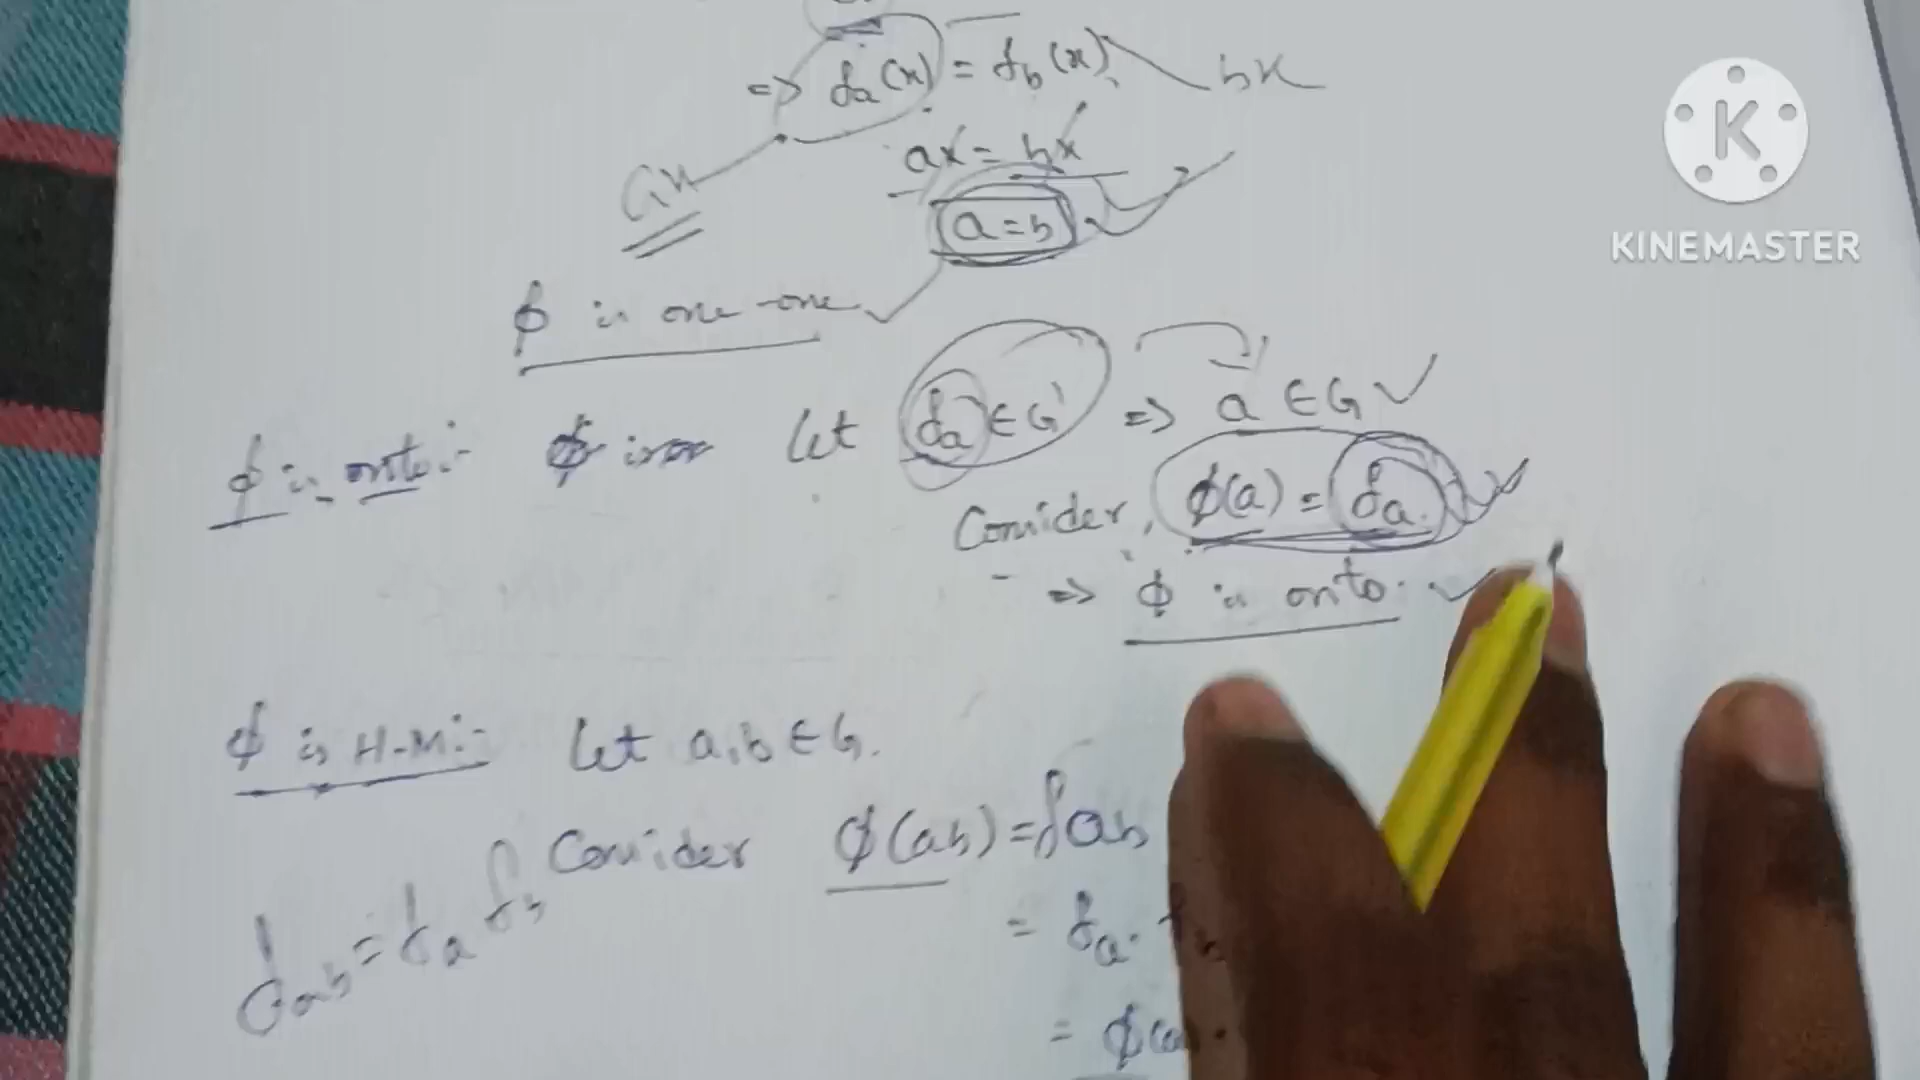 => fa(x) = fb(x) bx
ax = bx
ax
a = b
K
KINEMASTER
φ is one-one
φ is onto:- Let fa ∈ G' => a ∈ G
Consider, φ(a) = fa.
=> φ is onto.
φ is H.M:- Let a, b ∈ G.
Consider φ(ab) = fab
fab = fa fb
= fa.
= φ(a)